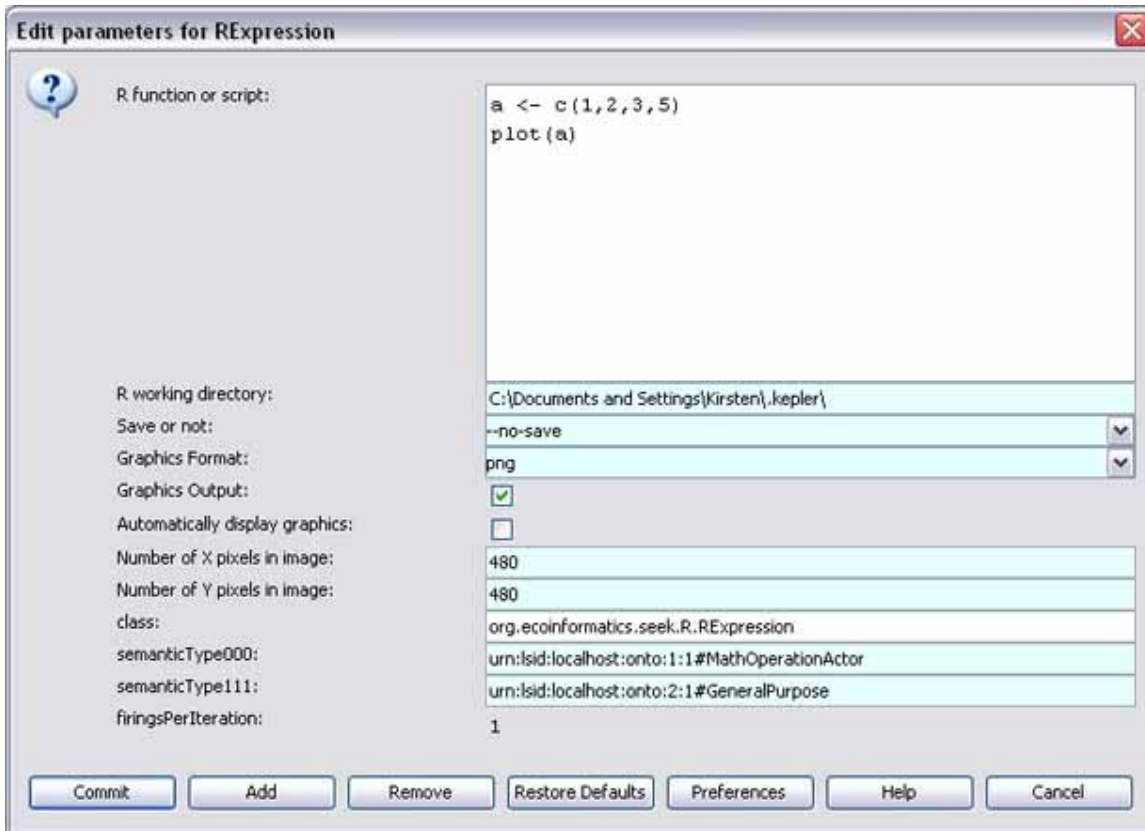 Edit parameters for RExpression
?
R function or script:
a <- c(1,2,3,5)
plot(a)
R working directory: C:\Documents and Settings\Kirsten\.kepler\
Save or not: --no-save
Graphics Format: png
Graphics Output:
Automatically display graphics:
Number of X pixels in image: 480
Number of Y pixels in image: 480
class: org.ecoinformatics.seek.R.RExpression
semanticType000: urn:lsid:localhost:onto:1:1#MathOperationActor
semanticType111: urn:lsid:localhost:onto:2:1#GeneralPurpose
firingsPerIteration: 1
Commit Add Remove Restore Defaults Preferences Help Cancel